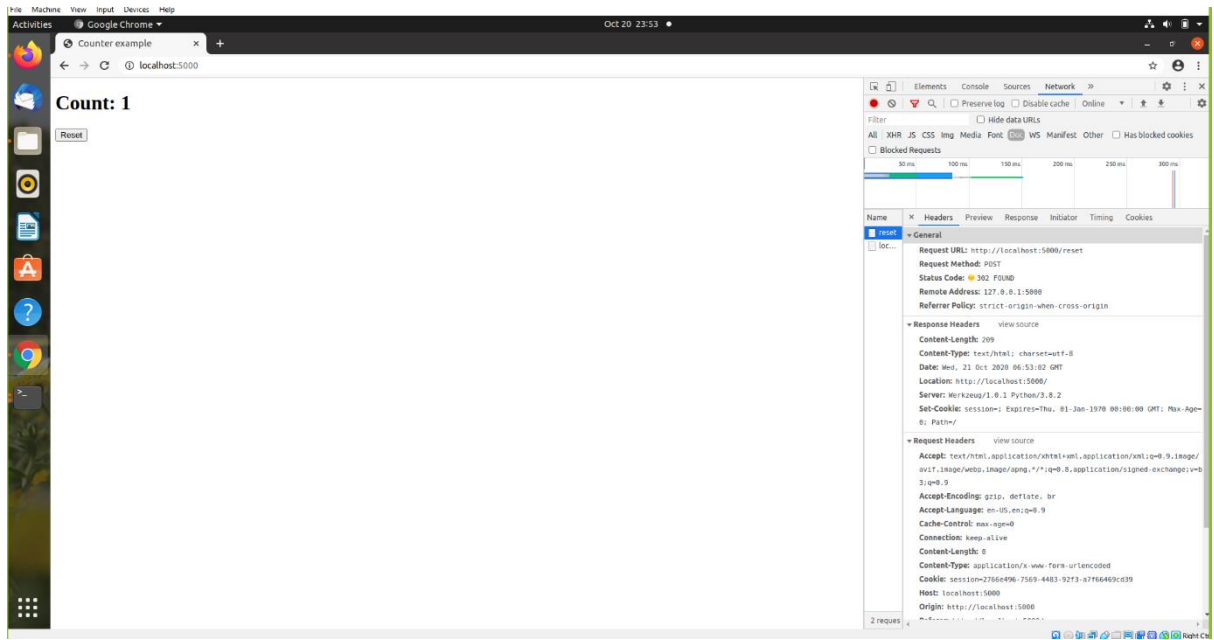 File Machine View Input Devices Help
Activities Google Chrome ▾ Oct 20 23:53
Counter example × +
localhost:5000
Count: 1
Reset
Elements Console Sources Network »
Preserve log Disable cache Online
Filter Hide data URLs
All XHR JS CSS Img Media Font Doc WS Manifest Other Has blocked cookies
Blocked Requests
50 ms 100 ms 150 ms 200 ms 250 ms 300 ms
Name × Headers Preview Response Initiator Timing Cookies
reset
loc...
General
Request URL: http://localhost:5000/reset
Request Method: POST
Status Code: 302 FOUND
Remote Address: 127.0.0.1:5000
Referrer Policy: strict-origin-when-cross-origin
Response Headers view source
Content-Length: 209
Content-Type: text/html; charset=utf-8
Date: Wed, 21 Oct 2020 06:53:02 GMT
Location: http://localhost:5000/
Server: Werkzeug/1.0.1 Python/3.8.2
Set-Cookie: session=; Expires=Thu, 01-Jan-1970 00:00:00 GMT; Max-Age=
0; Path=/
Request Headers view source
Accept: text/html,application/xhtml+xml,application/xml;q=0.9,image/
avif,image/webp,image/apng,*/*;q=0.8,application/signed-exchange;v=b
3;q=0.9
Accept-Encoding: gzip, deflate, br
Accept-Language: en-US,en;q=0.9
Cache-Control: max-age=0
Connection: keep-alive
Content-Length: 0
Content-Type: application/x-www-form-urlencoded
Cookie: session=2766e496-7569-4483-92f3-a7f66469cd39
Host: localhost:5000
Origin: http://localhost:5000
2 reques
Right Ct